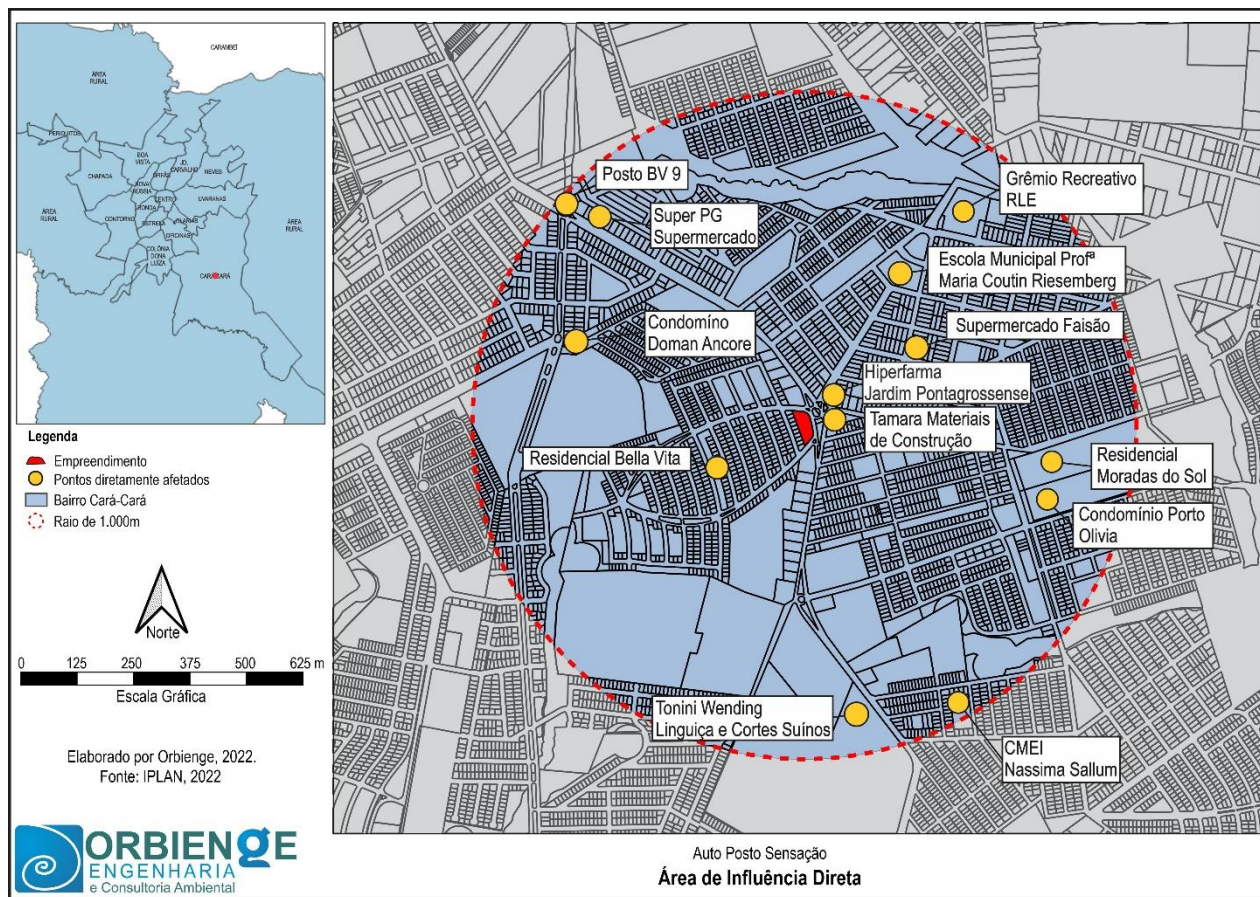 CARAMBEÍ
ÁREA
RURAL
PERIQUITOS
BOA
VISTA
JD.
CARVALHO
ÓRFÃS
NEVES
CHAPADA
NOVA
RÚSSIA
CENTRO
UVARANAS
RONDA
CONTORNO
ESTRELA
OLARIAS
OFICINAS
ÁREA
RURAL
ÁREA
RURAL
COLÔNIA
DONA
LUÍZA
CARÁ-CARÁ
Legenda
Empreendimento
Pontos diretamente afetados
Bairro Cará-Cará
Raio de 1.000m
Norte
0 125 250 375 500 625 m
Escala Gráfica
Elaborado por Orbienge, 2022.
Fonte: IPLAN, 2022
ORBIENGE
ENGENHARIA
e Consultoria Ambiental
Posto BV 9
Super PG
Supermercado
Grêmio Recreativo
RLE
Escola Municipal Profª
Maria Coutin Riesemberg
Condomíno
Doman Ancore
Supermercado Faisão
Hiperfarma
Jardim Pontagrossense
Tamara Materiais
de Construção
Residencial Bella Vita
Residencial
Moradas do Sol
Condomínio Porto
Olivia
Tonini Wending
Linguiça e Cortes Suínos
CMEI
Nassima Sallum
Auto Posto Sensação
Área de Influência Direta